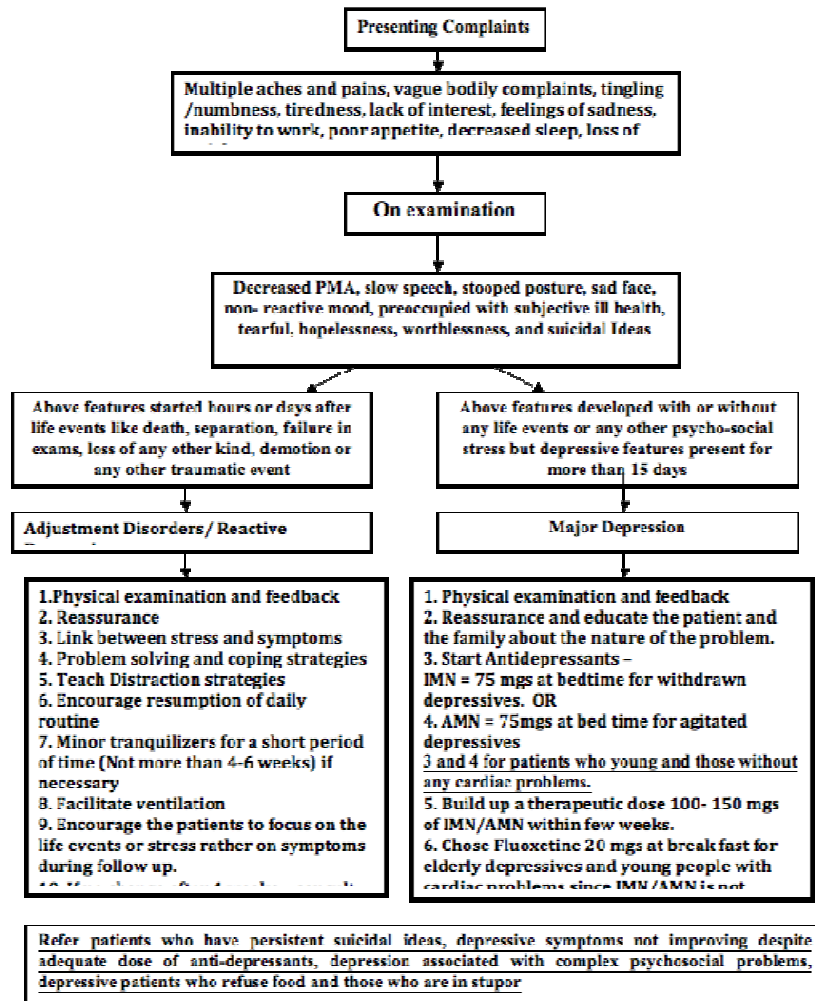 Presenting Complaints
Multiple aches and pains, vague bodily complaints, tingling
/numbness, tiredness, lack of interest, feelings of sadness,
inability to work, poor appetite, decreased sleep, loss of
On examination
Decreased PMA, slow speech, stooped posture, sad face,
non- reactive mood, preoccupied with subjective ill health,
tearful, hopelessness, worthlessness, and suicidal Ideas
Above features started hours or days after
life events like death, separation, failure in
exams, loss of any other kind, demotion or
any other traumatic event
Above features developed with or without
any life events or any other psycho-social
stress but depressive features present for
more than 15 days
Adjustment Disorders/ Reactive
Major Depression
1.Physical examination and feedback
2. Reassurance
3. Link between stress and symptoms
4. Problem solving and coping strategies
5. Teach Distraction strategies
6. Encourage resumption of daily
routine
7. Minor tranquilizers for a short period
of time (Not more than 4-6 weeks) if
necessary
8. Facilitate ventilation
9. Encourage the patients to focus on the
life events or stress rather on symptoms
during follow up.
1. Physical examination and feedback
2. Reassurance and educate the patient and
the family about the nature of the problem.
3. Start Antidepressants –
IMN = 75 mgs at bedtime for withdrawn
depressives. OR
4. AMN = 75mgs at bed time for agitated
depressives
3 and 4 for patients who young and those without
any cardiac problems.
5. Build up a therapeutic dose 100- 150 mgs
of IMN/AMN within few weeks.
6. Chose Fluoxetine 20 mgs at breakfast for
elderly depressives and young people with
cardiac problems since IMN/AMN is not
Refer patients who have persistent suicidal ideas, depressive symptoms not improving despite
adequate dose of anti-depressants, depression associated with complex psychosocial problems,
depressive patients who refuse food and those who are in stupor